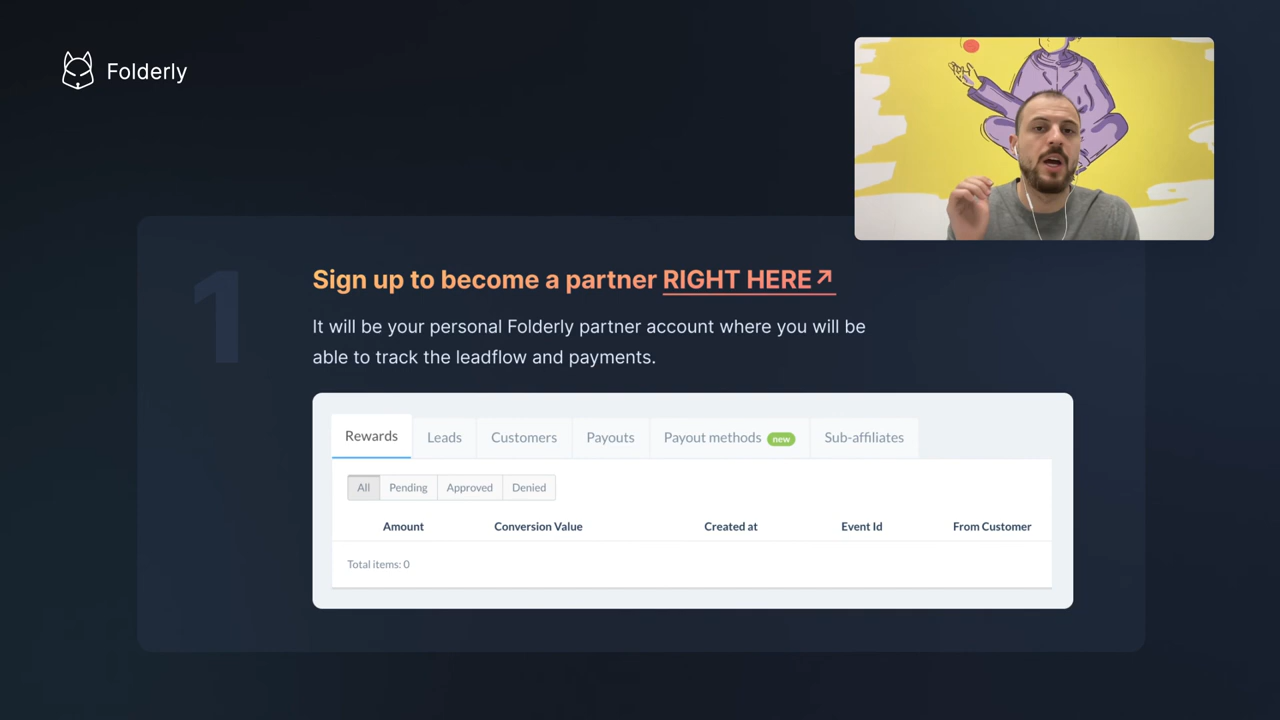 Folderly
1
Sign up to become a partner RIGHT HERE↗
It will be your personal Folderly partner account where you will be
able to track the leadflow and payments.
Rewards Leads Customers Payouts Payout methods new Sub-affiliates
All Pending Approved Denied
Amount Conversion Value Created at Event Id From Customer
Total items: 0